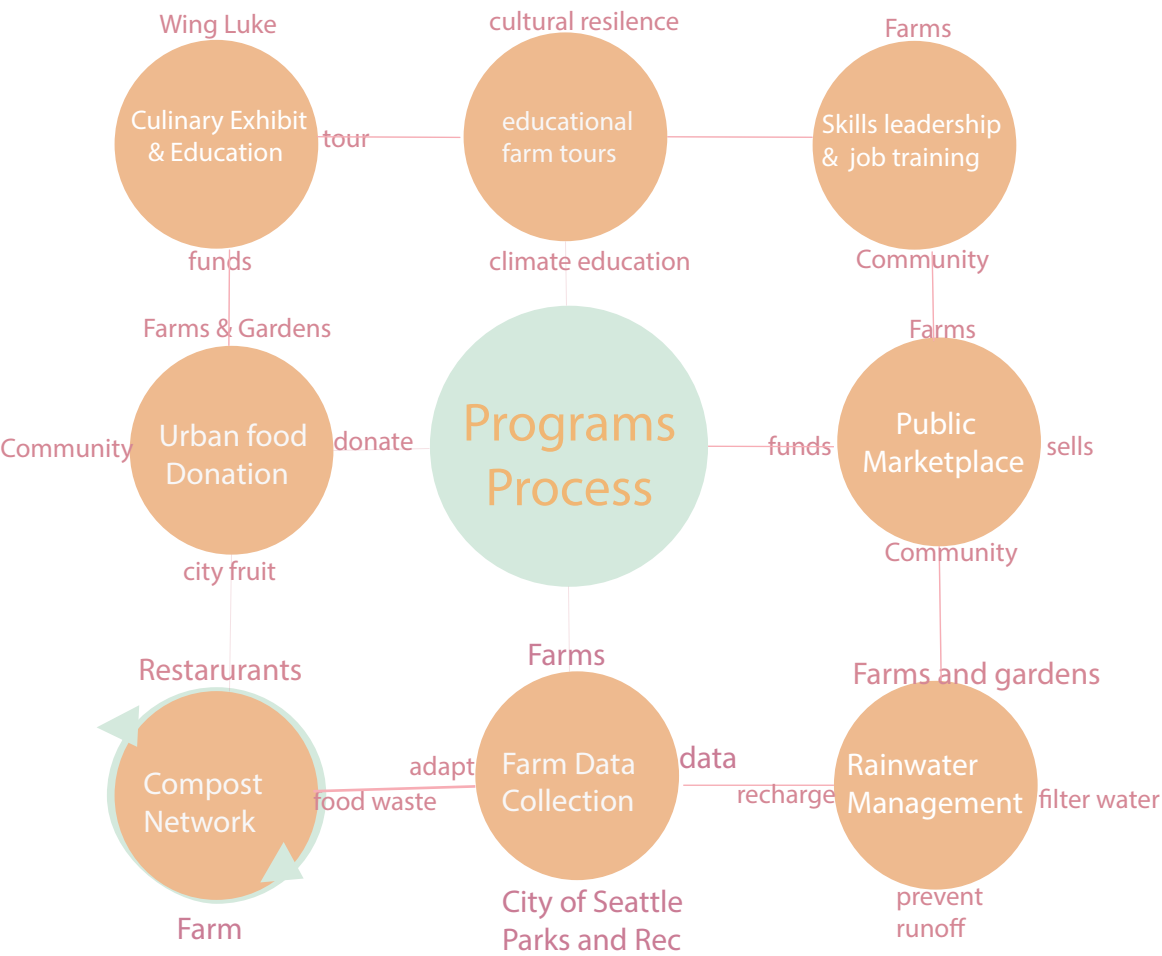 Wing Luke
cultural resilence
Farms
Culinary Exhibit
& Education
tour
educational
farm tours
Skills leadership
& job training
funds
climate education
Community
Farms & Gardens
Farms
Community
Urban food
Donation
donate
Programs
Process
funds
Public
Marketplace
sells
city fruit
Community
Restarurants
Farms
Farms and gardens
Compost
Network
food waste
adapt
Farm Data
Collection
data
recharge
Rainwater
Management
filter water
Farm
City of Seattle
Parks and Rec
prevent
runoff